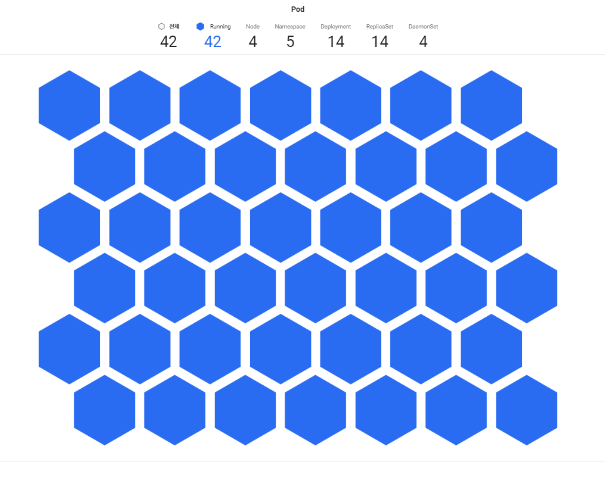 Pod
전체 Running Node Namespace Deployment ReplicaSet DaemonSet
42 42 4 5 14 14 4